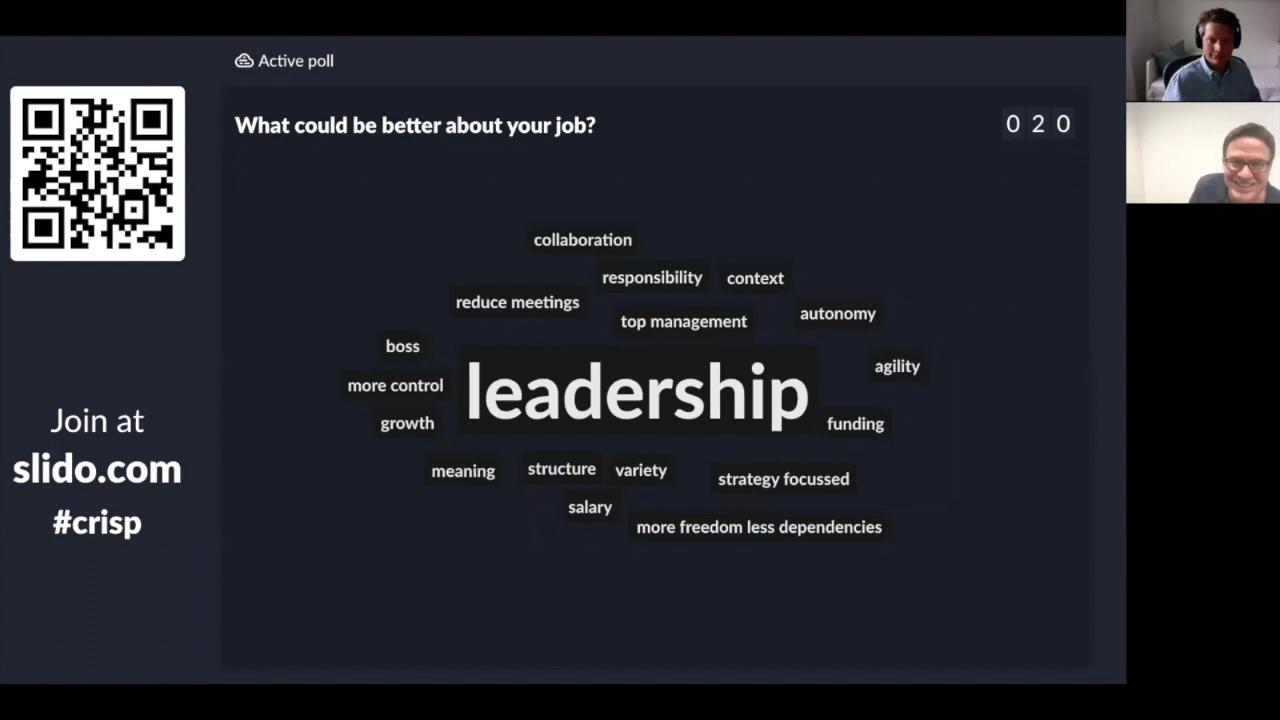 Active poll
What could be better about your job?
020
collaboration
responsibility
context
reduce meetings
autonomy
top management
boss
agility
more control
leadership
growth
funding
meaning
structure
variety
strategy focussed
salary
more freedom less dependencies
Join at
slido.com
#crisp